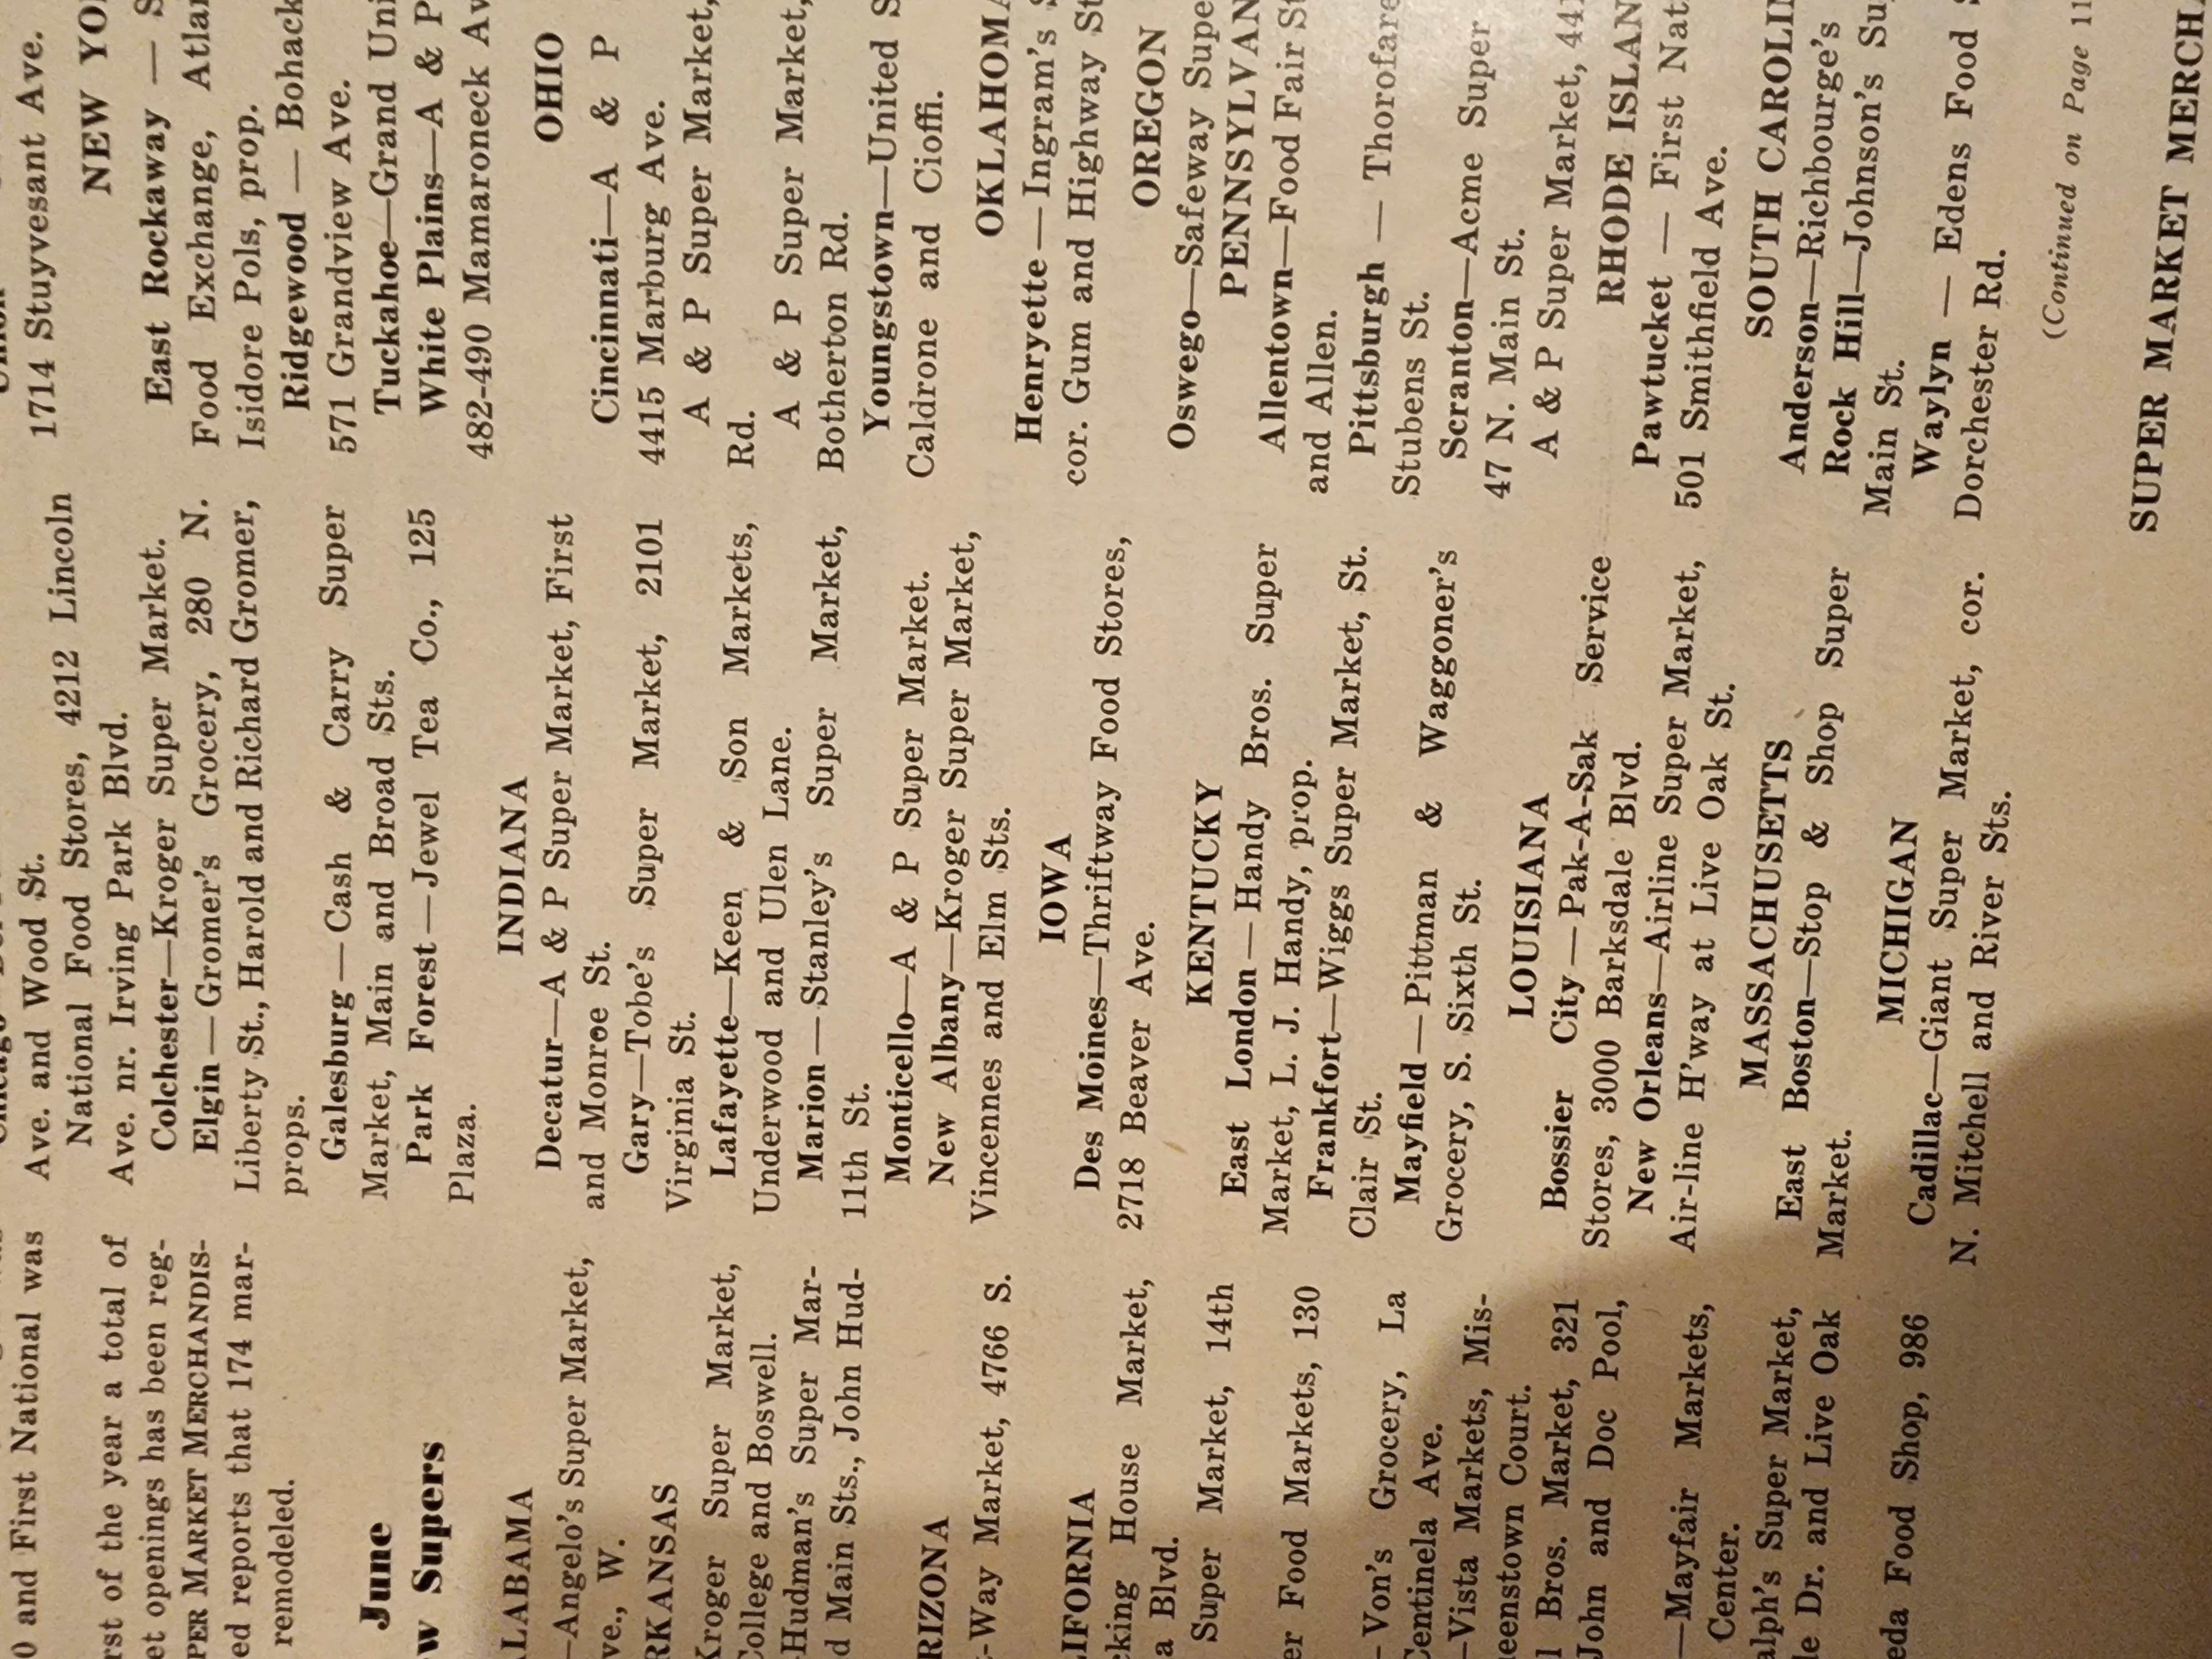 0 and First National was
rst of the year a total of
et openings has been reg-
PER MARKET MERCHANDIS-
ed reports that 174 mar-
remodeled.
June
w Supers
LABAMA
—Angelo's Super Market,
ve., W.
RKANSAS
Kroger Super Market,
College and Boswell.
Hudman's Super Mar-
d Main Sts., John Hud-
RIZONA
-Way Market, 4766 S.
LIFORNIA
cking House Market,
a Blvd.
Super Market, 14th
er Food Markets, 130
— Von's Grocery, La
Centinela Ave.
—Vista Markets, Mis-
eenstown Court.
l Bros. Market, 321
John and Doc Pool,
—Mayfair Markets,
Center.
alph's Super Market,
le Dr. and Live Oak
eda Food Shop, 986
Ave. and Wood St.
National Food Stores, 4212 Lincoln
Ave. nr. Irving Park Blvd.
Colchester—Kroger Super Market.
Elgin—Gromer's Grocery, 280 N.
Liberty St., Harold and Richard Gromer,
props.
Galesburg—Cash & Carry Super
Market, Main and Broad Sts.
Park Forest—Jewel Tea Co., 125
Plaza.
INDIANA
Decatur—A & P Super Market, First
and Monroe St.
Gary—Tobe's Super Market, 2101
Virginia St.
Lafayette—Keen & Son Markets,
Underwood and Ulen Lane.
Marion—Stanley's Super Market,
11th St.
Monticello—A & P Super Market.
New Albany—Kroger Super Market,
Vincennes and Elm Sts.
IOWA
Des Moines—Thriftway Food Stores,
2718 Beaver Ave.
KENTUCKY
East London—Handy Bros. Super
Market, L. J. Handy, prop.
Frankfort—Wiggs Super Market, St.
Clair St.
Mayfield—Pittman & Waggoner's
Grocery, S. Sixth St.
LOUISIANA
Bossier City—Pak-A-Sak Service
Stores, 3000 Barksdale Blvd.
New Orleans—Airline Super Market,
Air-line H'way at Live Oak St.
MASSACHUSETTS
East Boston—Stop & Shop Super
Market.
MICHIGAN
Cadillac—Giant Super Market, cor.
N. Mitchell and River Sts.
1714 Stuyvesant Ave.
NEW YO
East Rockaway — S
Food Exchange, Atlan
Isidore Pols, prop.
Ridgewood — Bohack
571 Grandview Ave.
Tuckahoe—Grand Uni
White Plains—A & P
482-490 Mamaroneck Av
OHIO
Cincinnati—A & P
4415 Marburg Ave.
A & P Super Market,
Rd.
A & P Super Market,
Botherton Rd.
Youngstown—United S
Caldrone and Cioffi.
OKLAHOMA
Henryette—Ingram's S
cor. Gum and Highway St
OREGON
Oswego—Safeway Supe
PENNSYLVAN
Allentown—Food Fair St
and Allen.
Pittsburgh — Thorofare
Stubens St.
Scranton—Acme Super
47 N. Main St.
A & P Super Market, 441
RHODE ISLAN
Pawtucket — First Nat
501 Smithfield Ave.
SOUTH CAROLIN
Anderson—Richbourge's
Rock Hill—Johnson's Su
Main St.
Waylyn — Edens Food S
Dorchester Rd.
(Continued on Page 11
SUPER MARKET MERCHA